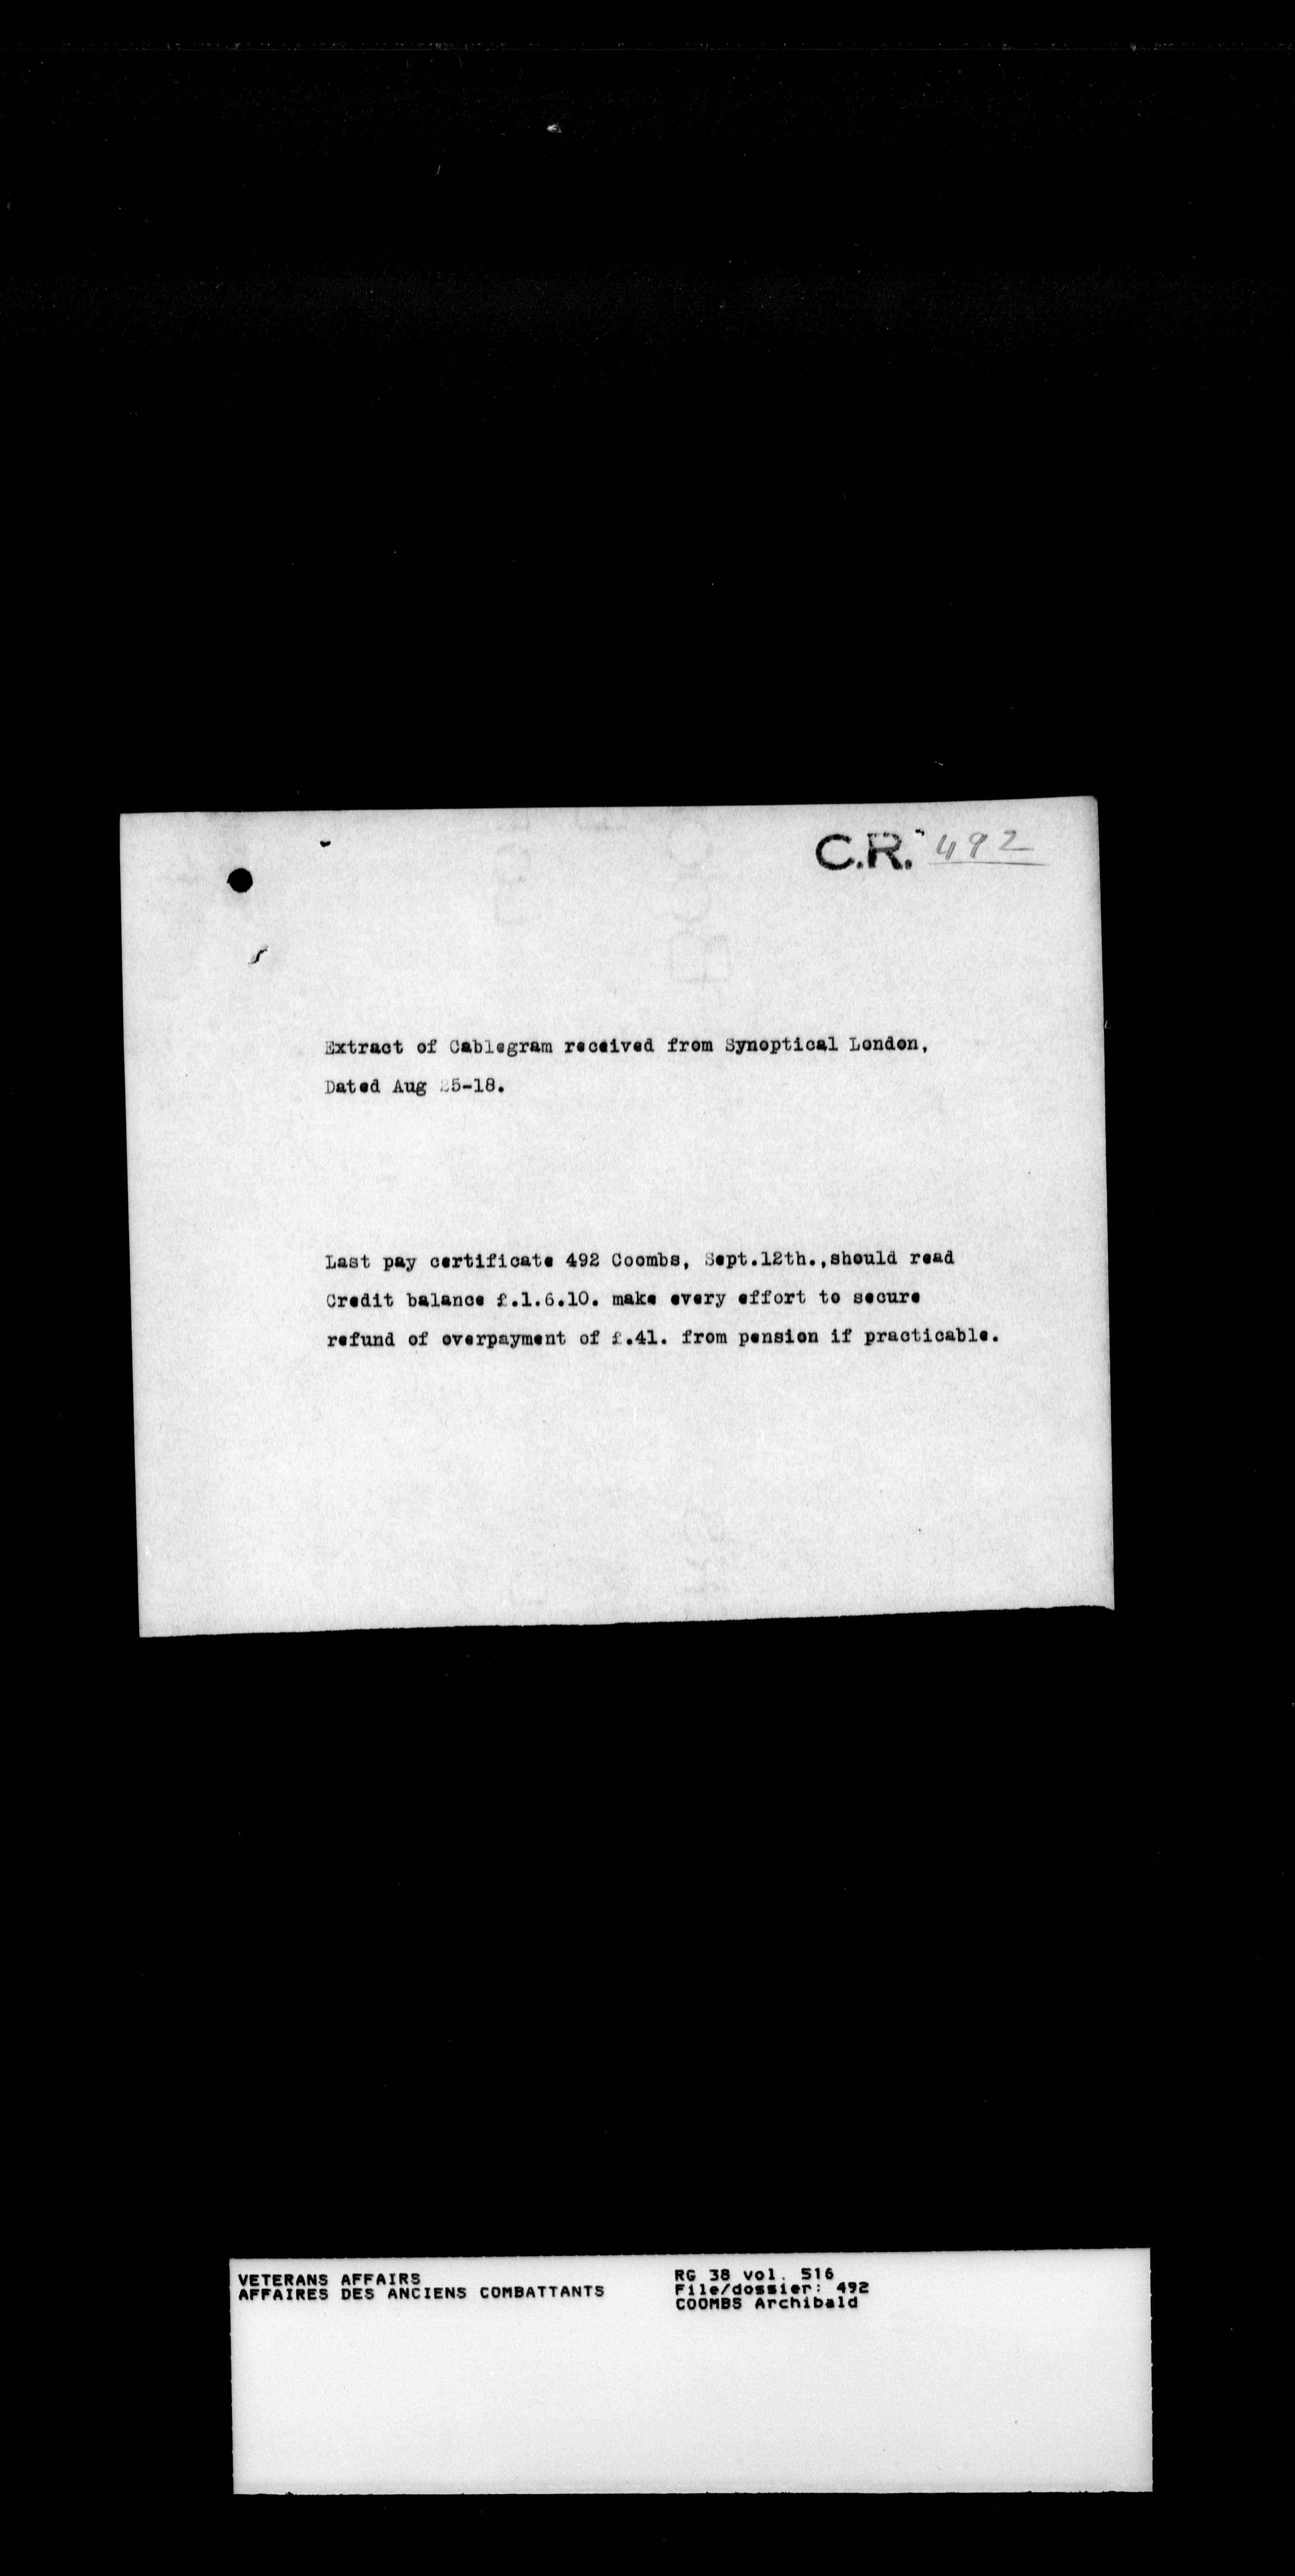 C.R. 492
Extract of Cablegram received from Synoptical London,
Dated Aug 25-18.
Last pay certificate 492 Coombs, Sept.12th.,should read
Credit balance £.1.6.10. make every effort to secure
refund of overpayment of £.41. from pension if practicable.
VETERANS AFFAIRS
AFFAIRES DES ANCIENS COMBATTANTS
RG 38 vol. 516
File/dossier: 492
COOMBS Archibald